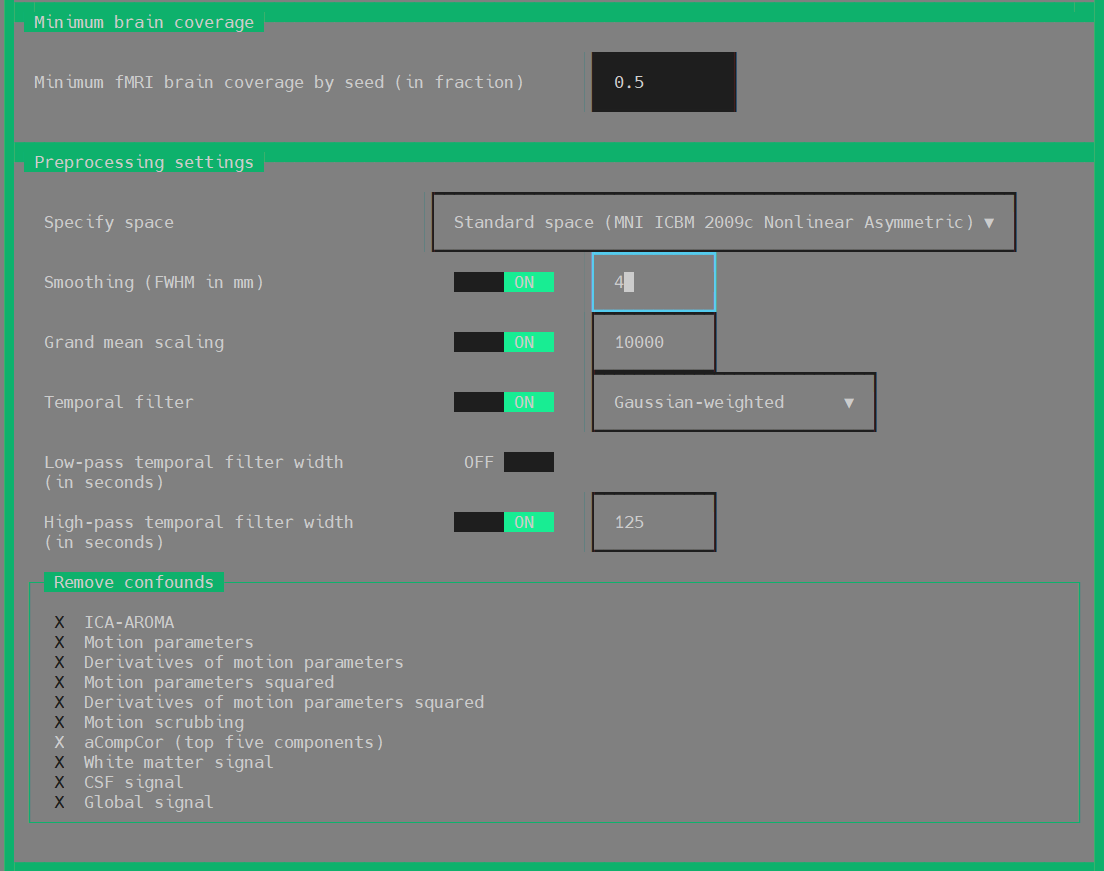 Minimum brain coverage
Minimum fMRI brain coverage by seed (in fraction) 0.5
Preprocessing settings
Specify space Standard space (MNI ICBM 2009c Nonlinear Asymmetric) ▼
Smoothing (FWHM in mm) ON 4
Grand mean scaling ON 10000
Temporal filter ON Gaussian-weighted ▼
Low-pass temporal filter width OFF
(in seconds)
High-pass temporal filter width ON 125
(in seconds)
Remove confounds
X ICA-AROMA
X Motion parameters
X Derivatives of motion parameters
X Motion parameters squared
X Derivatives of motion parameters squared
X Motion scrubbing
X aCompCor (top five components)
X White matter signal
X CSF signal
X Global signal